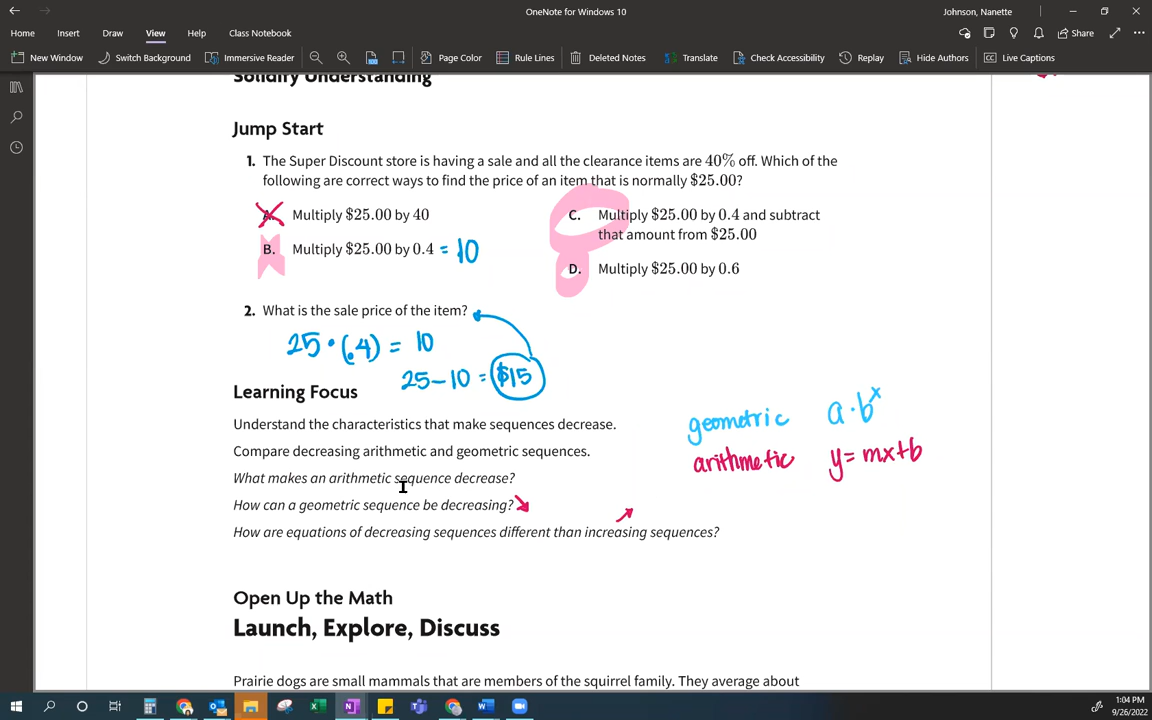 OneNote for Windows 10
Johnson, Nanette
Home Insert Draw View Help Class Notebook
Share
New Window Switch Background Immersive Reader Page Color Rule Lines Deleted Notes Translate Check Accessibility Replay Hide Authors Live Captions
Solidify Understanding
Jump Start
1. The Super Discount store is having a sale and all the clearance items are 40% off. Which of the
following are correct ways to find the price of an item that is normally $25.00?
A. Multiply $25.00 by 40
C. Multiply $25.00 by 0.4 and subtract
that amount from $25.00
B. Multiply $25.00 by 0.4 = 10
D. Multiply $25.00 by 0.6
2. What is the sale price of the item?
25 • (.4) = 10
25 - 10 = $15
Learning Focus
geometric a·b^x
Understand the characteristics that make sequences decrease.
Compare decreasing arithmetic and geometric sequences.
arithmetic y = mx+b
What makes an arithmetic sequence decrease?
How can a geometric sequence be decreasing?
How are equations of decreasing sequences different than increasing sequences?
Open Up the Math
Launch, Explore, Discuss
Prairie dogs are small mammals that are members of the squirrel family. They average about
1:04 PM
9/26/2022